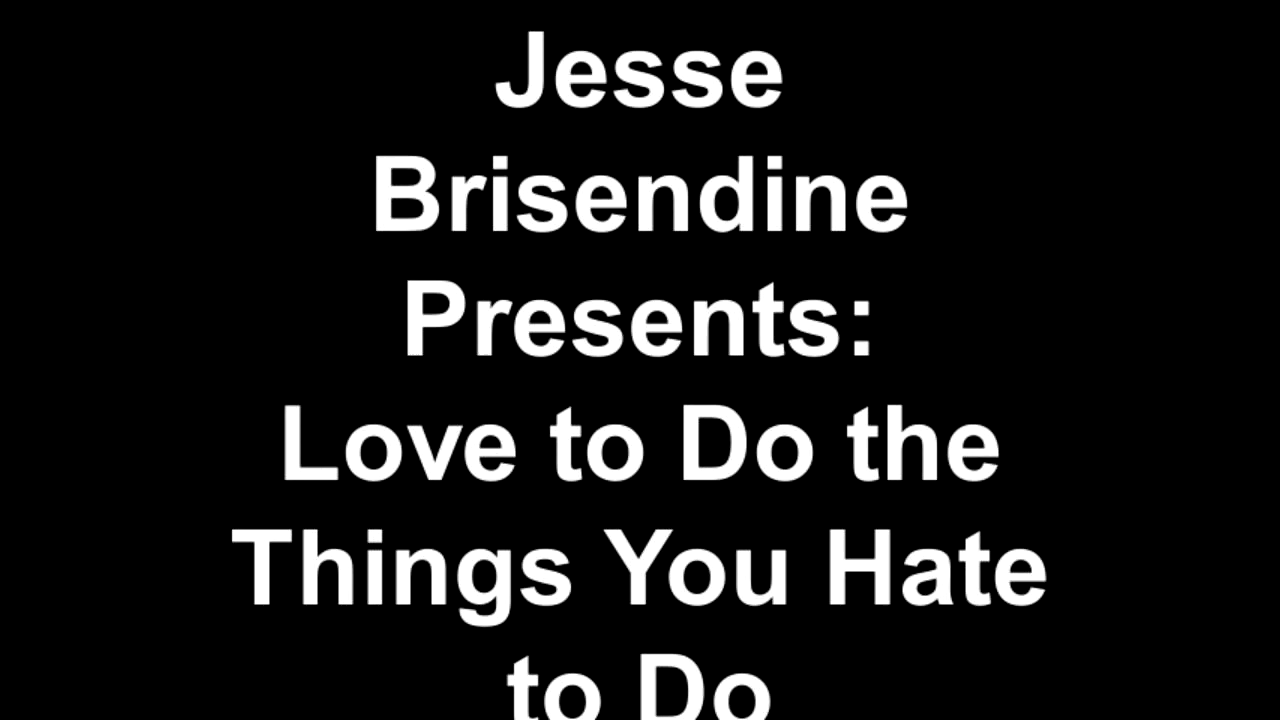 Jesse
Brisendine
Presents:
Love to Do the
Things You Hate
to Do